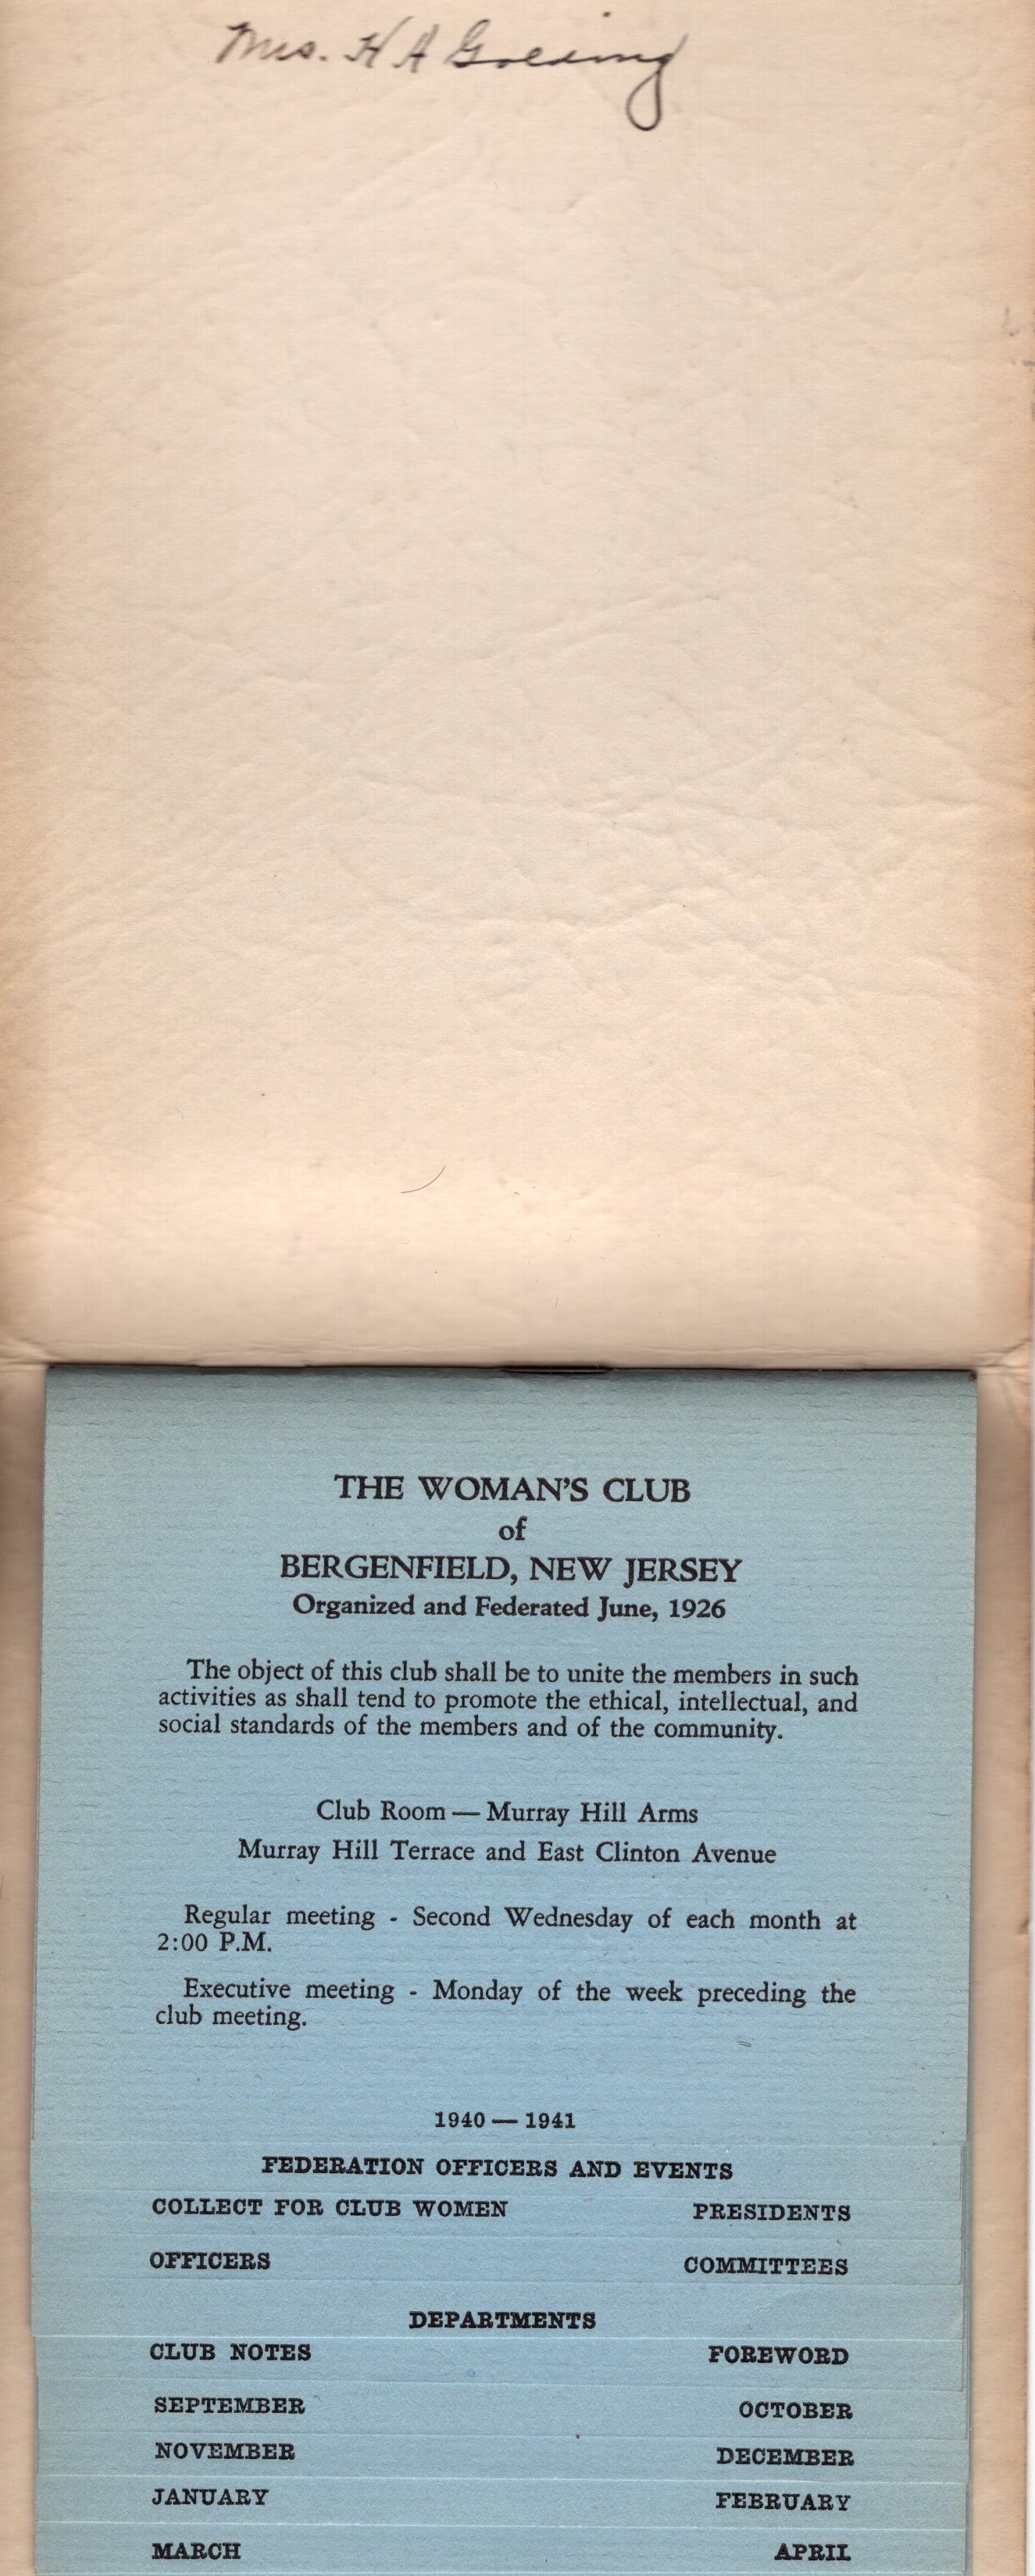 Mrs. H A Golding
THE WOMAN'S CLUB
of
BERGENFIELD, NEW JERSEY
Organized and Federated June, 1926
The object of this club shall be to unite the members in such
activities as shall tend to promote the ethical, intellectual, and
social standards of the members and of the community.
Club Room — Murray Hill Arms
Murray Hill Terrace and East Clinton Avenue
Regular meeting - Second Wednesday of each month at
2:00 P.M.
Executive meeting - Monday of the week preceding the
club meeting.
1940 — 1941
FEDERATION OFFICERS AND EVENTS
COLLECT FOR CLUB WOMEN PRESIDENTS
OFFICERS COMMITTEES
DEPARTMENTS
CLUB NOTES FOREWORD
SEPTEMBER OCTOBER
NOVEMBER DECEMBER
JANUARY FEBRUARY
MARCH APRIL